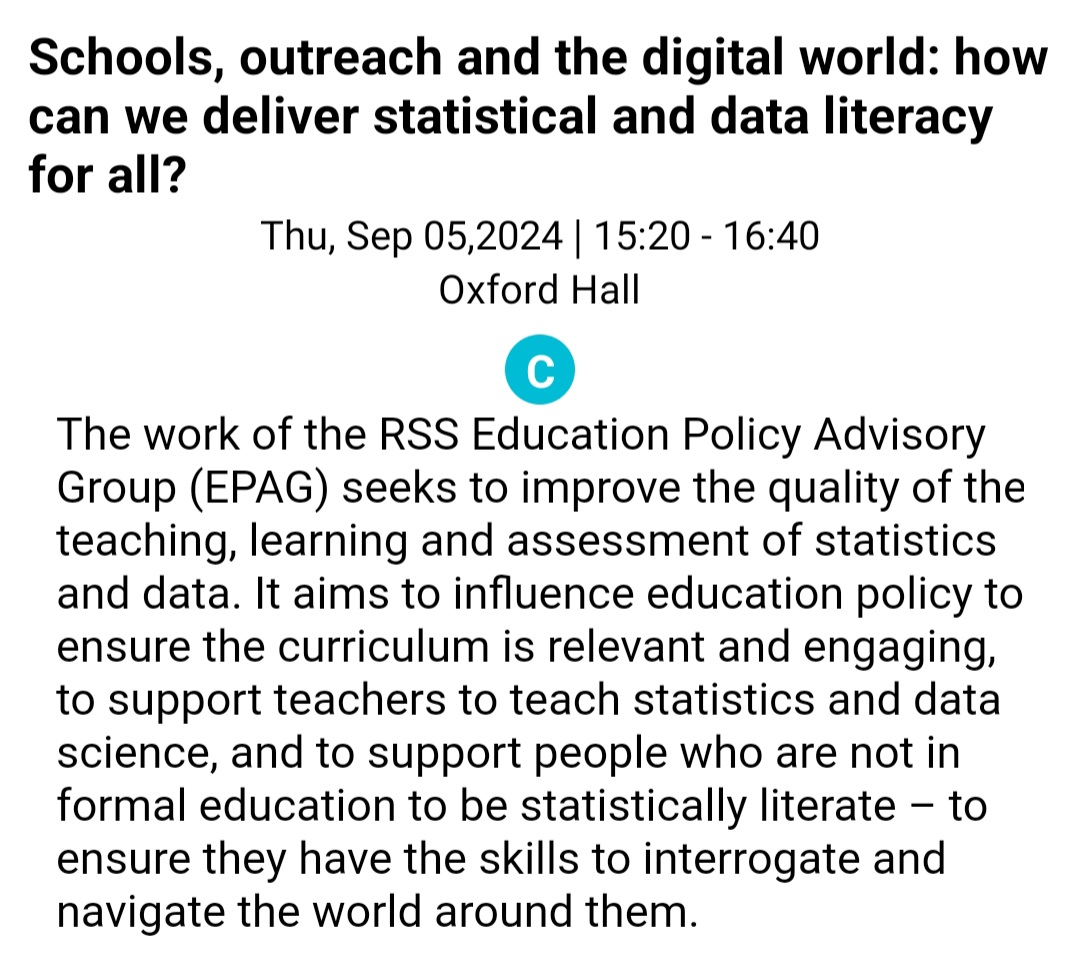 Schools, outreach and the digital world: how
can we deliver statistical and data literacy
for all?
Thu, Sep 05,2024 | 15:20 - 16:40
Oxford Hall
C
The work of the RSS Education Policy Advisory
Group (EPAG) seeks to improve the quality of the
teaching, learning and assessment of statistics
and data. It aims to influence education policy to
ensure the curriculum is relevant and engaging,
to support teachers to teach statistics and data
science, and to support people who are not in
formal education to be statistically literate – to
ensure they have the skills to interrogate and
navigate the world around them.